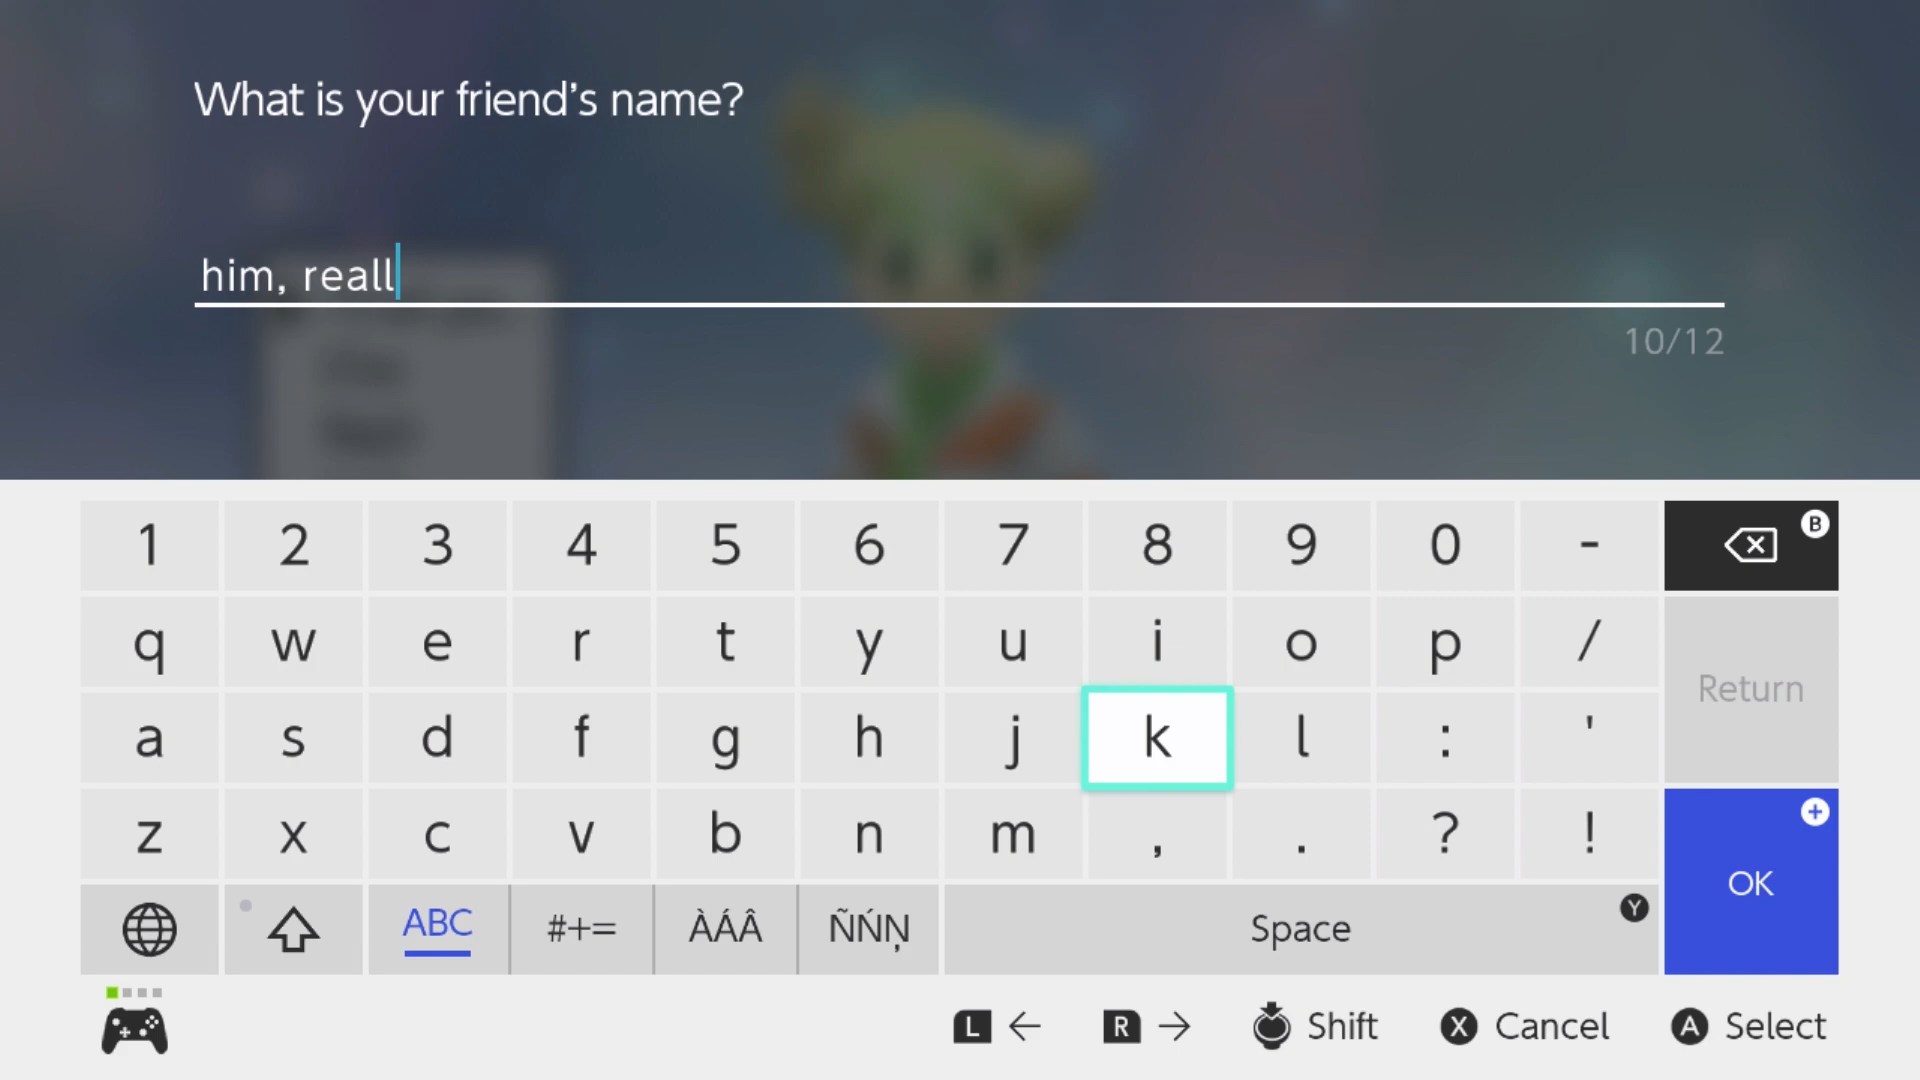 What is your friend's name?
him, reall
10/12
1 2 3 4 5 6 7 8 9 0 - B
q w e r t y u i o p /
Return
a s d f g h j k l : '
z x c v b n m , . ? ! +
OK
ABC #+= ÀÁÂ ÑŃŅ Space Y
L ← R → Shift X Cancel A Select